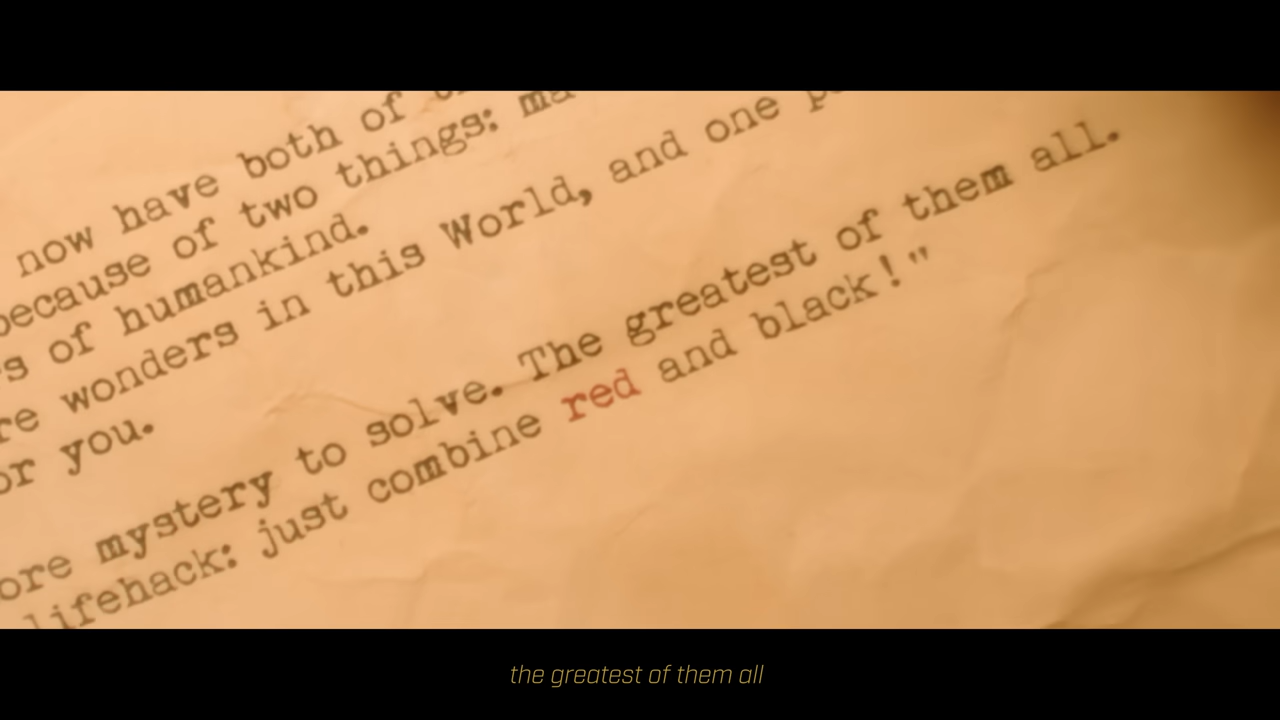 now have both of
because of two things:
of humankind.
wonders in this World, and one
you.
mystery to solve. The greatest of them all.
lifehack: just combine red and black!"
the greatest of them all